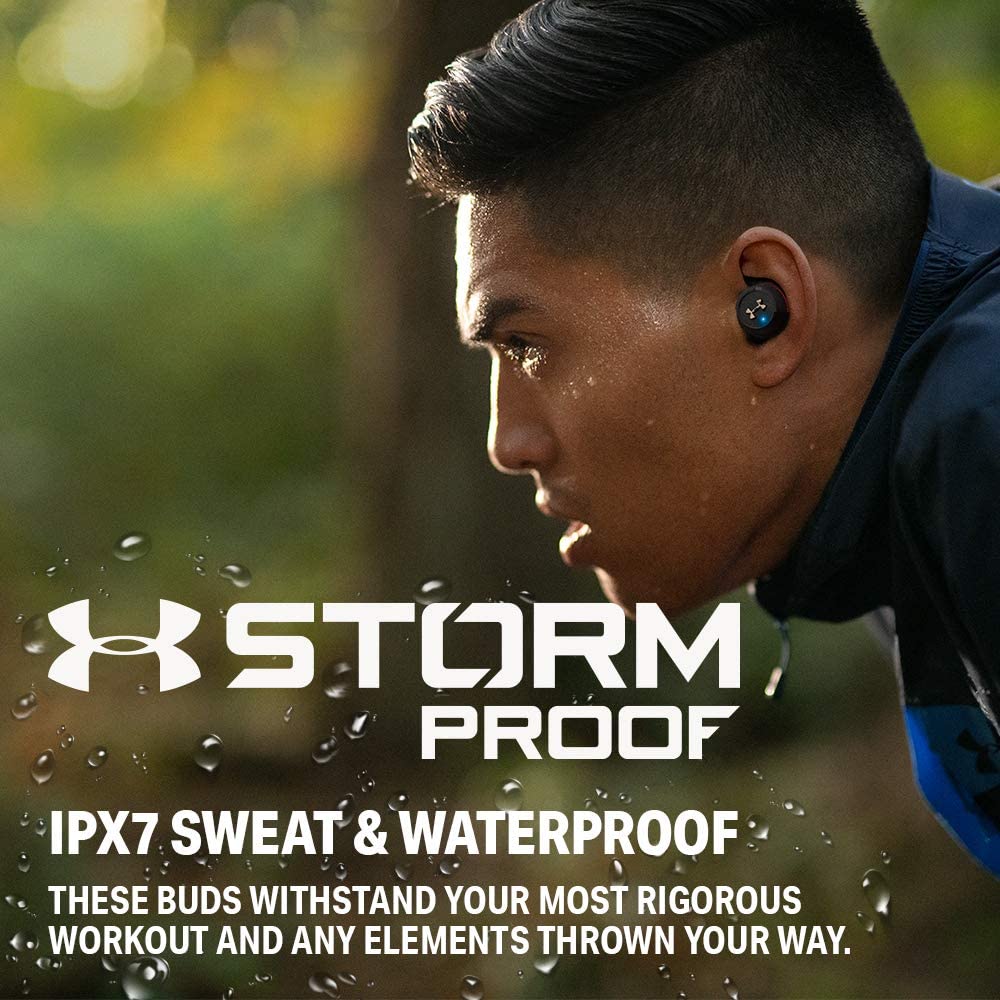 STORM
PROOF
IPX7 SWEAT & WATERPROOF
THESE BUDS WITHSTAND YOUR MOST RIGOROUS
WORKOUT AND ANY ELEMENTS THROWN YOUR WAY.